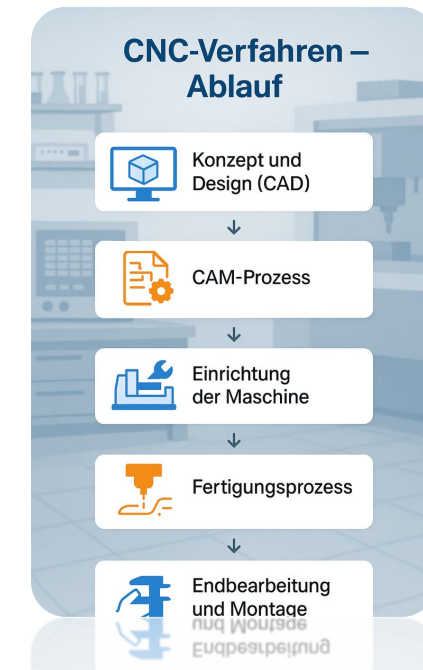 CNC-Verfahren –
Ablauf
Konzept und
Design (CAD)
CAM-Prozess
Einrichtung
der Maschine
Fertigungsprozess
Endbearbeitung
und Montage